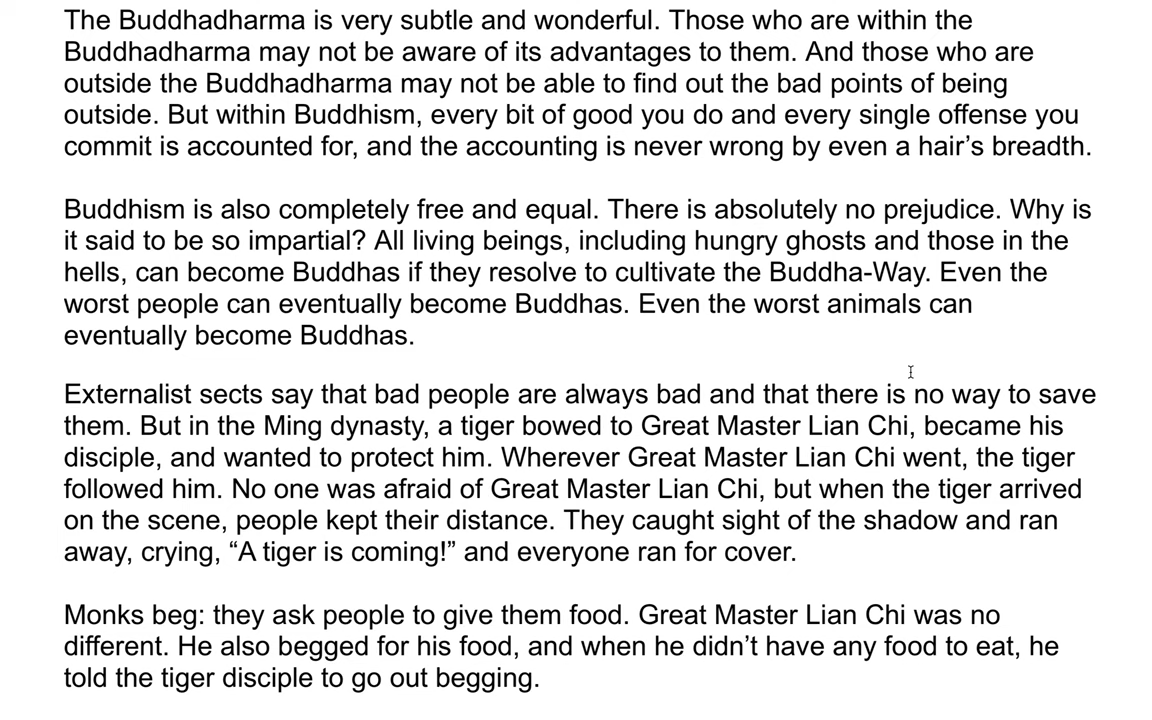 The Buddhadharma is very subtle and wonderful. Those who are within the
Buddhadharma may not be aware of its advantages to them. And those who are
outside the Buddhadharma may not be able to find out the bad points of being
outside. But within Buddhism, every bit of good you do and every single offense you
commit is accounted for, and the accounting is never wrong by even a hair’s breadth.
Buddhism is also completely free and equal. There is absolutely no prejudice. Why is
it said to be so impartial? All living beings, including hungry ghosts and those in the
hells, can become Buddhas if they resolve to cultivate the Buddha-Way. Even the
worst people can eventually become Buddhas. Even the worst animals can
eventually become Buddhas.
Externalist sects say that bad people are always bad and that there is no way to save
them. But in the Ming dynasty, a tiger bowed to Great Master Lian Chi, became his
disciple, and wanted to protect him. Wherever Great Master Lian Chi went, the tiger
followed him. No one was afraid of Great Master Lian Chi, but when the tiger arrived
on the scene, people kept their distance. They caught sight of the shadow and ran
away, crying, “A tiger is coming!” and everyone ran for cover.
Monks beg: they ask people to give them food. Great Master Lian Chi was no
different. He also begged for his food, and when he didn’t have any food to eat, he
told the tiger disciple to go out begging.